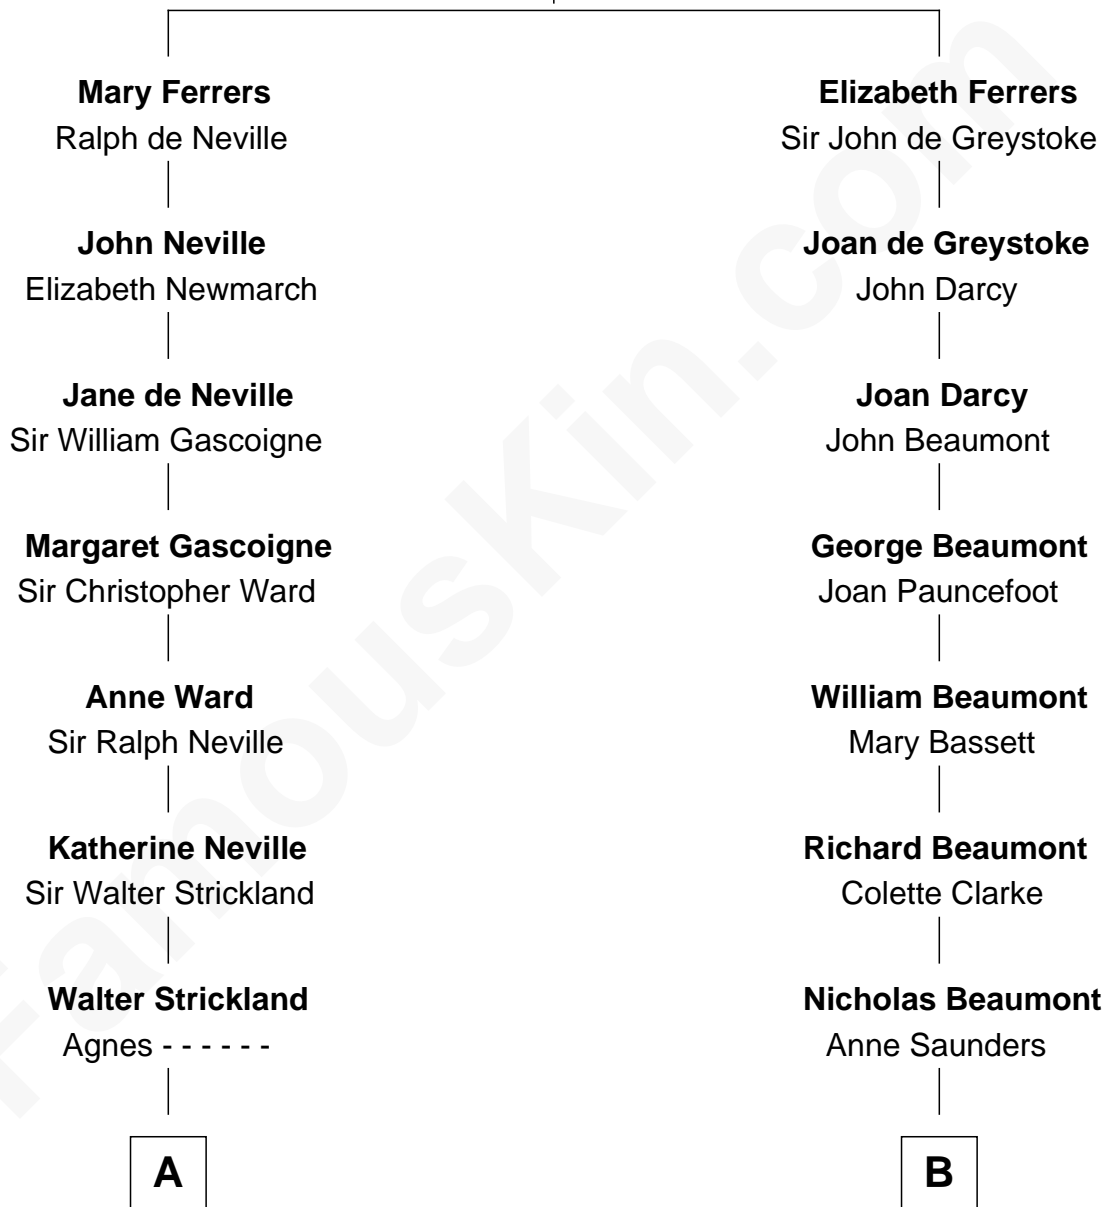 Mary Ferrers
Ralph de Neville
John Neville
Elizabeth Newmarch
Jane de Neville
Sir William Gascoigne
Margaret Gascoigne
Sir Christopher Ward
Anne Ward
Sir Ralph Neville
Katherine Neville
Sir Walter Strickland
Walter Strickland
Agnes - - - - - -
A
Elizabeth Ferrers
Sir John de Greystoke
Joan de Greystoke
John Darcy
Joan Darcy
John Beaumont
George Beaumont
Joan Pauncefoot
William Beaumont
Mary Bassett
Richard Beaumont
Colette Clarke
Nicholas Beaumont
Anne Saunders
B
FamousKin.com